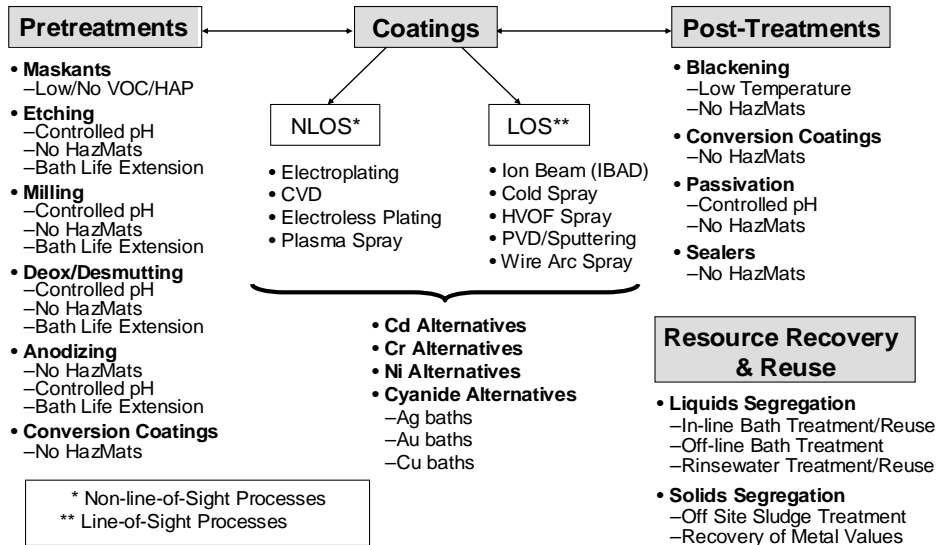 Pretreatments
• Maskants
–Low/No VOC/HAP
• Etching
–Controlled pH
–No HazMats
–Bath Life Extension
• Milling
–Controlled pH
–No HazMats
–Bath Life Extension
• Deox/Desmutting
–Controlled pH
–No HazMats
–Bath Life Extension
• Anodizing
–No HazMats
–Controlled pH
–Bath Life Extension
• Conversion Coatings
–No HazMats
Coatings
NLOS*
• Electroplating
• CVD
• Electroless Plating
• Plasma Spray
LOS**
• Ion Beam (IBAD)
• Cold Spray
• HVOF Spray
• PVD/Sputtering
• Wire Arc Spray
• Cd Alternatives
• Cr Alternatives
• Ni Alternatives
• Cyanide Alternatives
–Ag baths
–Au baths
–Cu baths
Post-Treatments
• Blackening
–Low Temperature
–No HazMats
• Conversion Coatings
–No HazMats
• Passivation
–Controlled pH
–No HazMats
• Sealers
–No HazMats
Resource Recovery
& Reuse
• Liquids Segregation
–In-line Bath Treatment/Reuse
–Off-line Bath Treatment
–Rinsewater Treatment/Reuse
• Solids Segregation
–Off Site Sludge Treatment
–Recovery of Metal Values
* Non-line-of-Sight Processes
** Line-of-Sight Processes